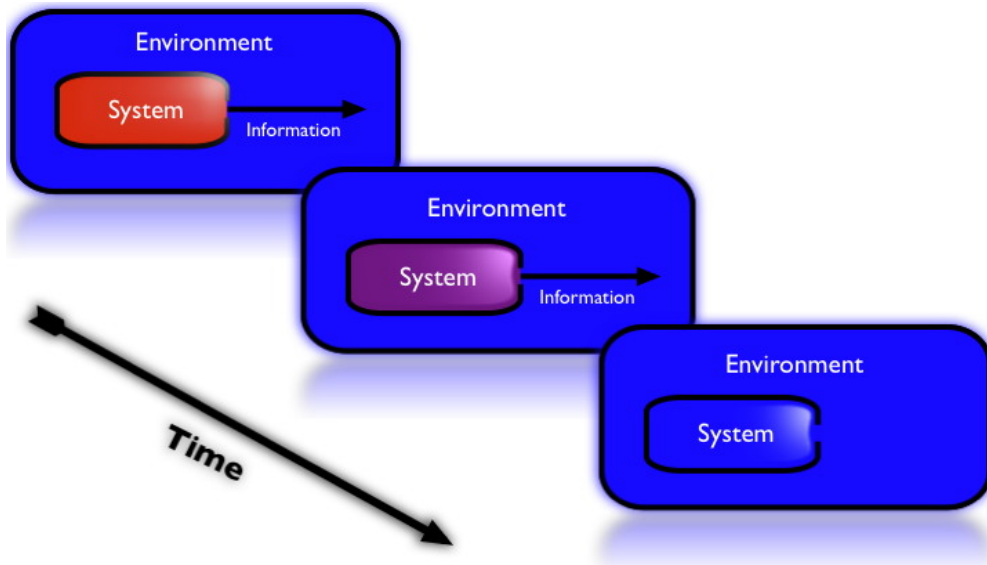 Environment
System
Information
Environment
System
Information
Environment
System
Time